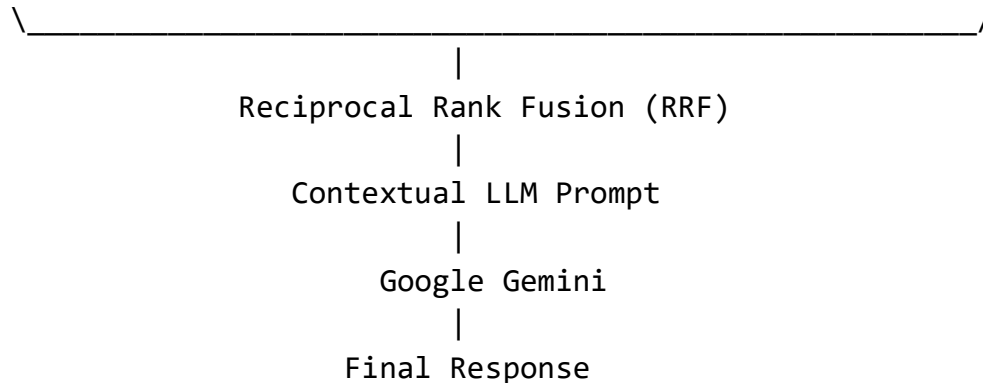 Reciprocal Rank Fusion (RRF)
Contextual LLM Prompt
Google Gemini
Final Response